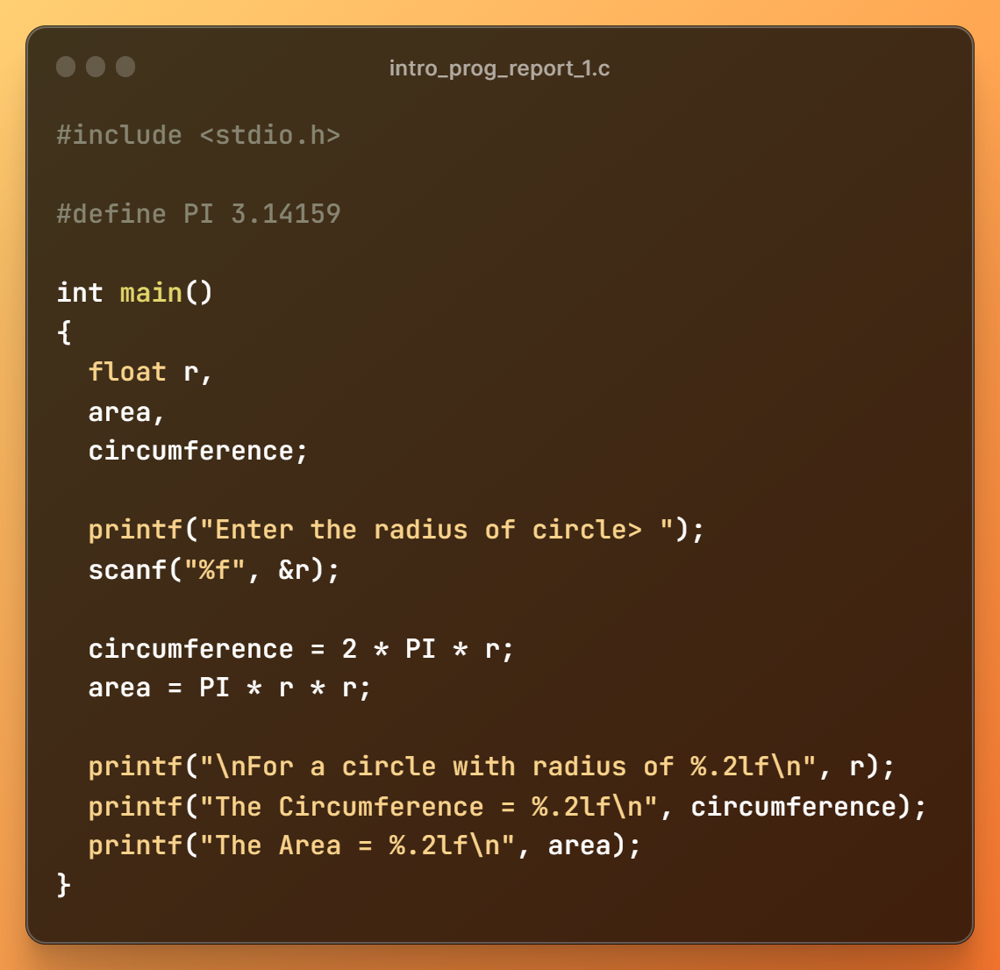 intro_prog_report_1.c
#include <stdio.h>
#define PI 3.14159
int main()
{
  float r,
  area,
  circumference;
  printf("Enter the radius of circle> ");
  scanf("%f", &r);
  circumference = 2 * PI * r;
  area = PI * r * r;
  printf("\nFor a circle with radius of %.2lf\n", r);
  printf("The Circumference = %.2lf\n", circumference);
  printf("The Area = %.2lf\n", area);
}